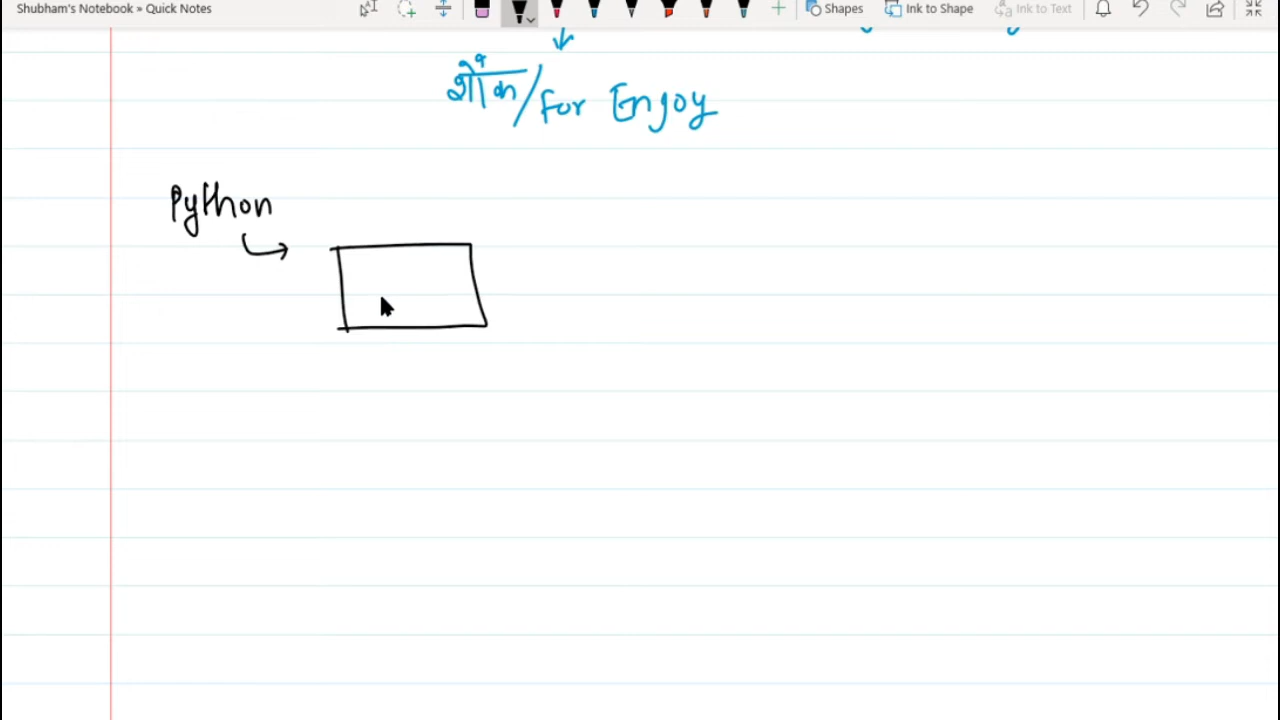 Shubham's Notebook » Quick Notes
Shapes
Ink to Shape
Ink to Text
शौक/For Enjoy
Python